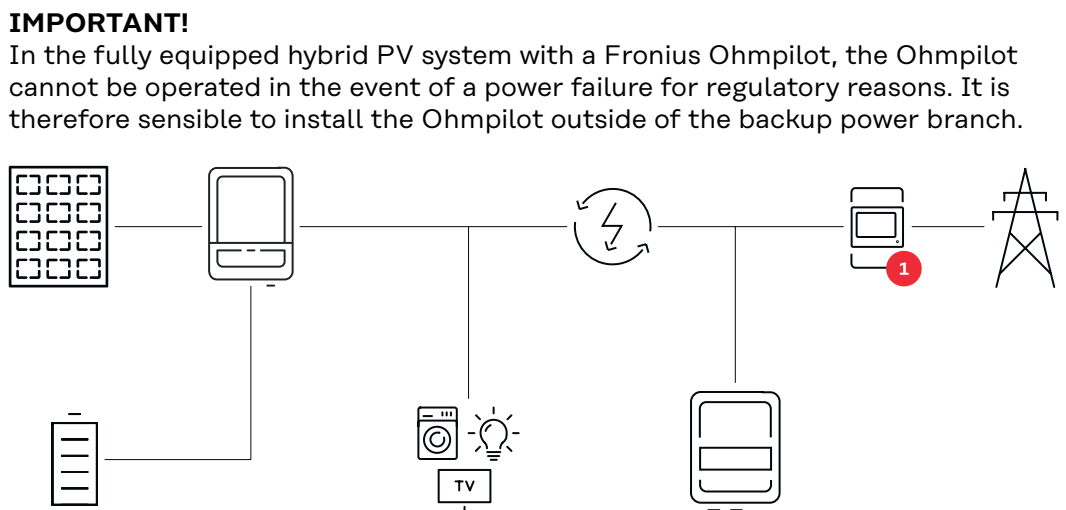 IMPORTANT!
In the fully equipped hybrid PV system with a Fronius Ohmpilot, the Ohmpilot
cannot be operated in the event of a power failure for regulatory reasons. It is
therefore sensible to install the Ohmpilot outside of the backup power branch.
1
TV